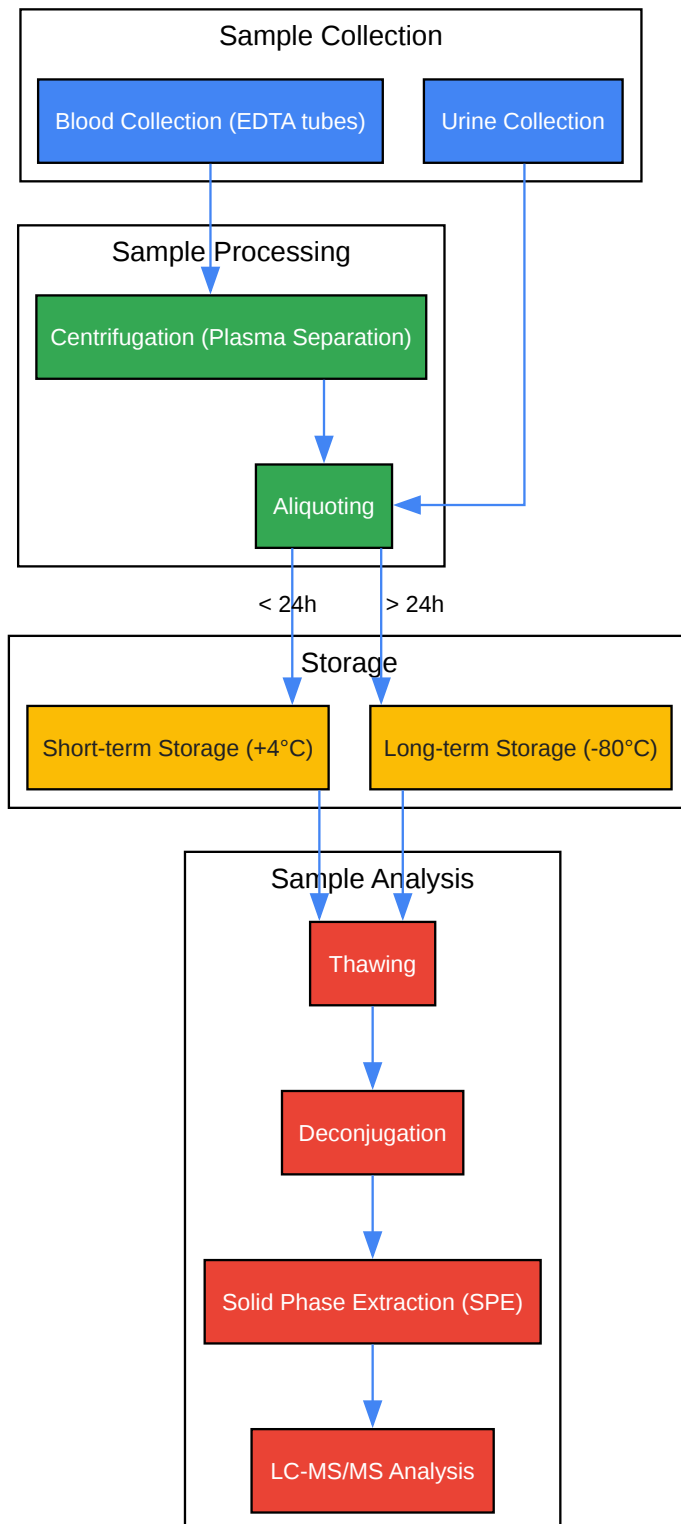 Sample Collection
Blood Collection (EDTA tubes)
Urine Collection
Sample Processing
Centrifugation (Plasma Separation)
Aliquoting
< 24h
> 24h
Storage
Short-term Storage (+4°C)
Long-term Storage (-80°C)
Sample Analysis
Thawing
Deconjugation
Solid Phase Extraction (SPE)
LC-MS/MS Analysis